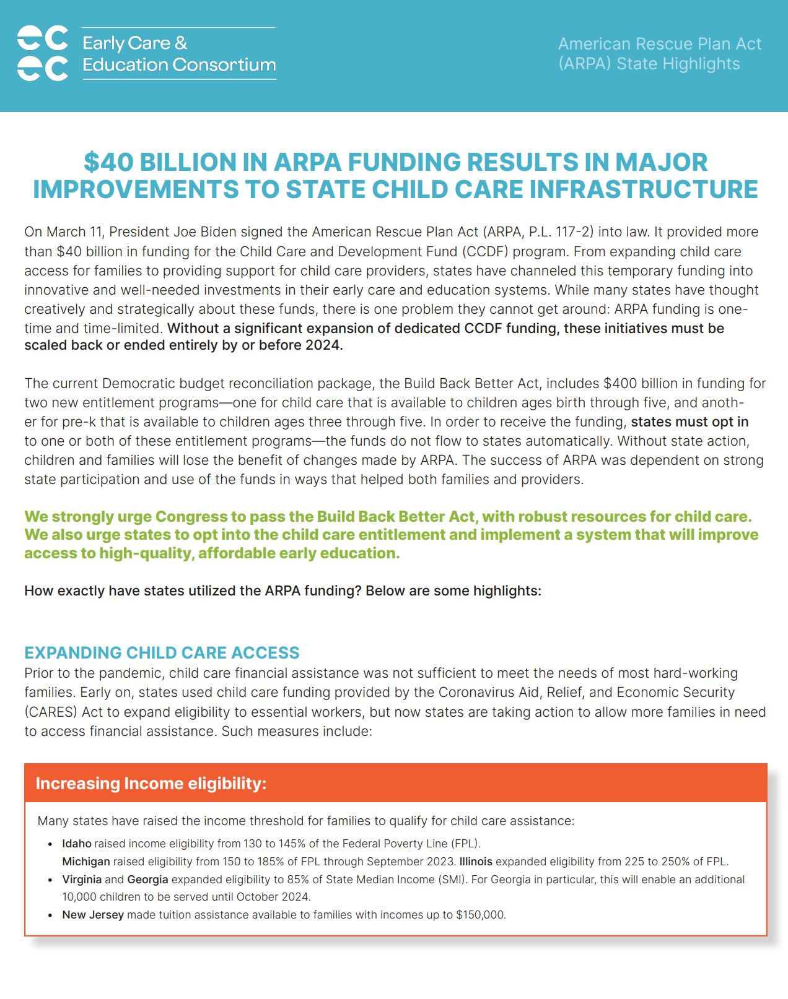 Early Care &
Education Consortium
American Rescue Plan Act
(ARPA) State Highlights
$40 BILLION IN ARPA FUNDING RESULTS IN MAJOR
IMPROVEMENTS TO STATE CHILD CARE INFRASTRUCTURE
On March 11, President Joe Biden signed the American Rescue Plan Act (ARPA, P.L. 117-2) into law. It provided more
than $40 billion in funding for the Child Care and Development Fund (CCDF) program. From expanding child care
access for families to providing support for child care providers, states have channeled this temporary funding into
innovative and well-needed investments in their early care and education systems. While many states have thought
creatively and strategically about these funds, there is one problem they cannot get around: ARPA funding is one-
time and time-limited. Without a significant expansion of dedicated CCDF funding, these initiatives must be
scaled back or ended entirely by or before 2024.
The current Democratic budget reconciliation package, the Build Back Better Act, includes $400 billion in funding for
two new entitlement programs—one for child care that is available to children ages birth through five, and anoth-
er for pre-k that is available to children ages three through five. In order to receive the funding, states must opt in
to one or both of these entitlement programs—the funds do not flow to states automatically. Without state action,
children and families will lose the benefit of changes made by ARPA. The success of ARPA was dependent on strong
state participation and use of the funds in ways that helped both families and providers.
We strongly urge Congress to pass the Build Back Better Act, with robust resources for child care.
We also urge states to opt into the child care entitlement and implement a system that will improve
access to high-quality, affordable early education.
How exactly have states utilized the ARPA funding? Below are some highlights:
EXPANDING CHILD CARE ACCESS
Prior to the pandemic, child care financial assistance was not sufficient to meet the needs of most hard-working
families. Early on, states used child care funding provided by the Coronavirus Aid, Relief, and Economic Security
(CARES) Act to expand eligibility to essential workers, but now states are taking action to allow more families in need
to access financial assistance. Such measures include:
Increasing Income eligibility:
Many states have raised the income threshold for families to qualify for child care assistance:
• Idaho raised income eligibility from 130 to 145% of the Federal Poverty Line (FPL).
Michigan raised eligibility from 150 to 185% of FPL through September 2023. Illinois expanded eligibility from 225 to 250% of FPL.
• Virginia and Georgia expanded eligibility to 85% of State Median Income (SMI). For Georgia in particular, this will enable an additional
10,000 children to be served until October 2024.
• New Jersey made tuition assistance available to families with incomes up to $150,000.